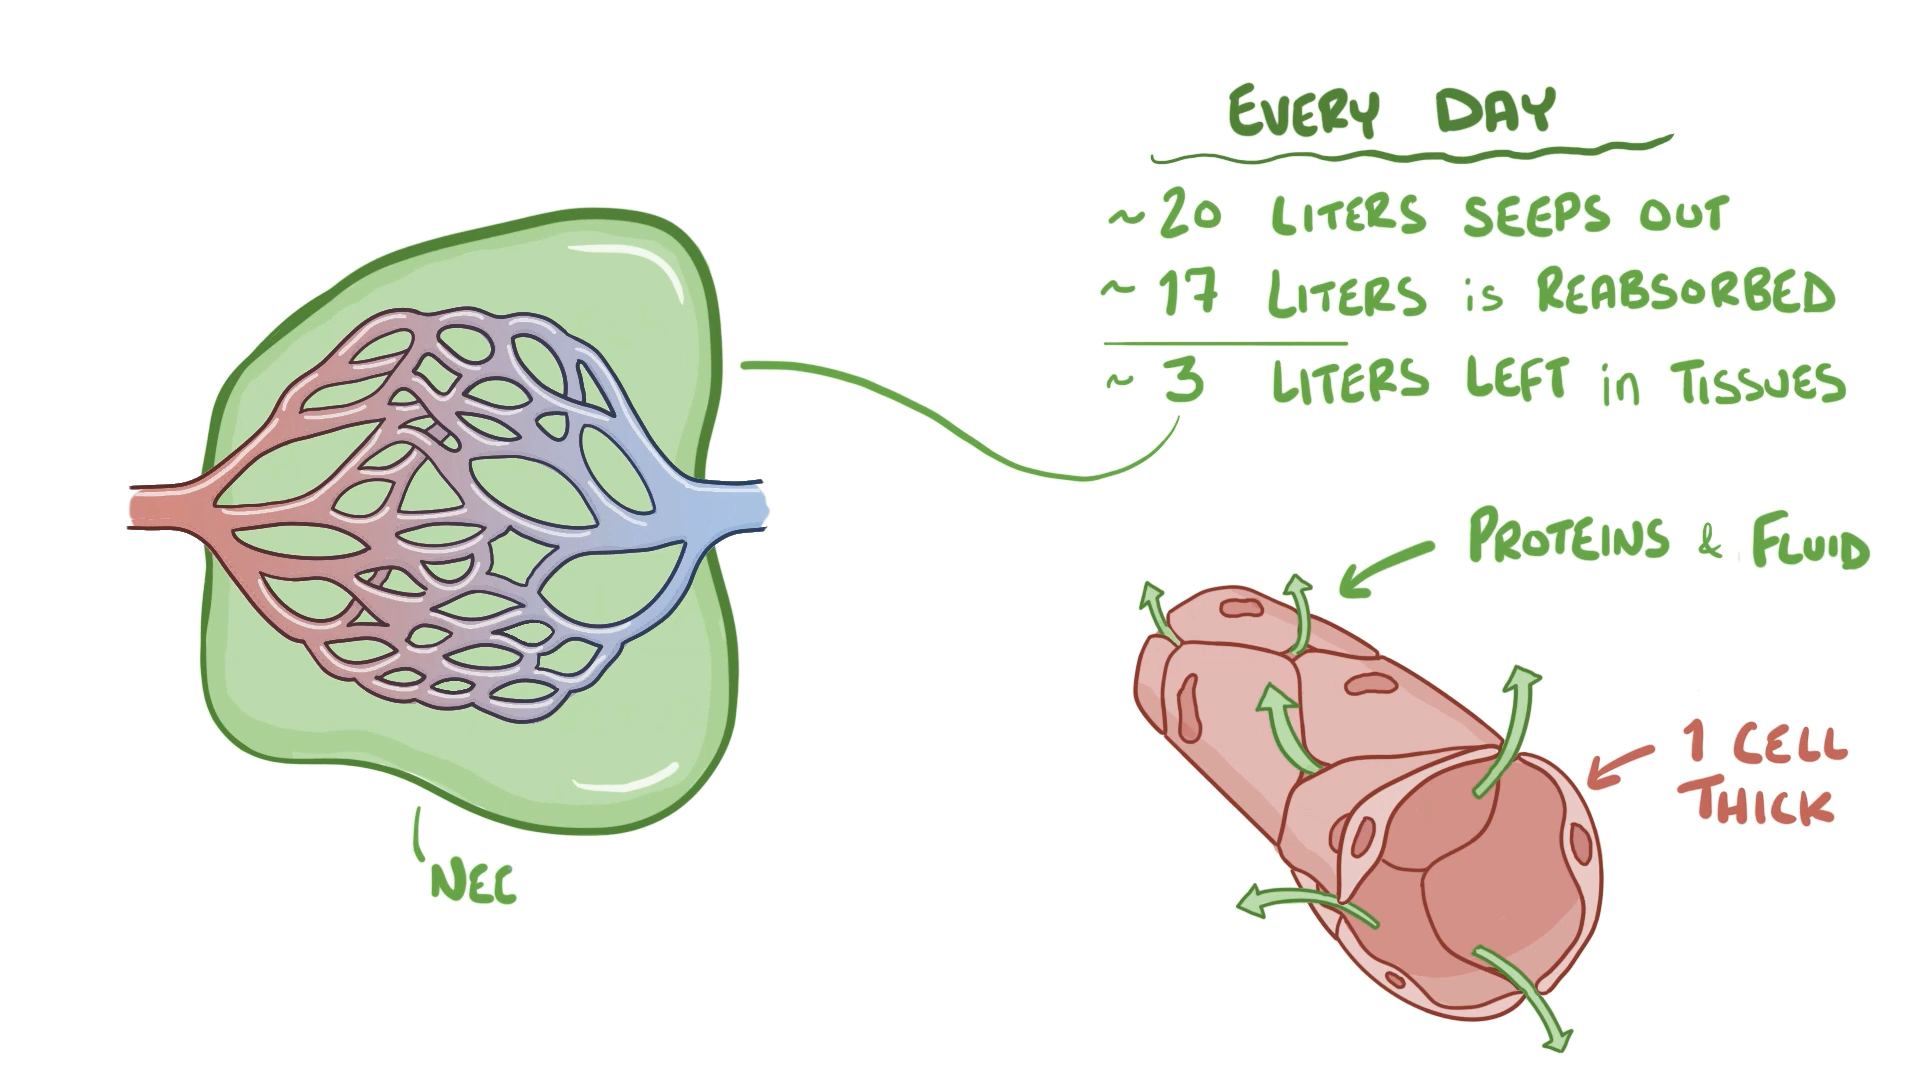 EVERY DAY
~20 LITERS SEEPS OUT
~17 LITERS is REABSORBED
~3 LITERS LEFT in TISSUES
PROTEINS & FLUID
1 CELL
THICK
NEC